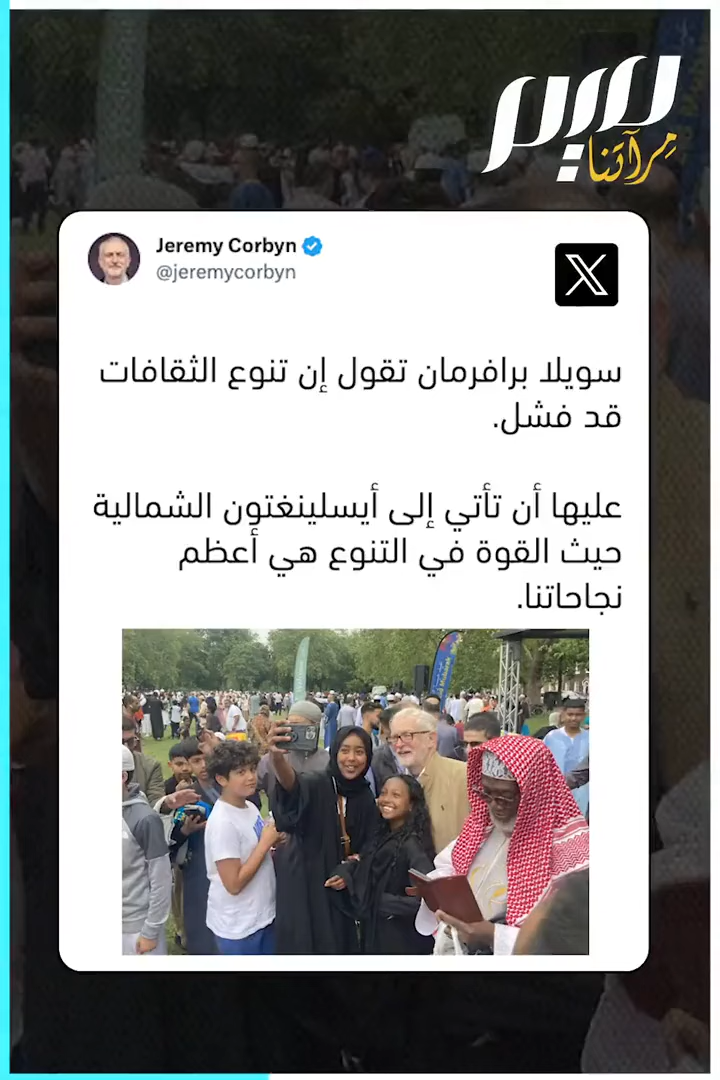 مرآتنا
Jeremy Corbyn
@jeremycorbyn
سويلا برافرمان تقول إن تنوع الثقافات
قد فشل.
عليها أن تأتي إلى أيسلينغتون الشمالية
حيث القوة في التنوع هي أعظم
نجاحاتنا.